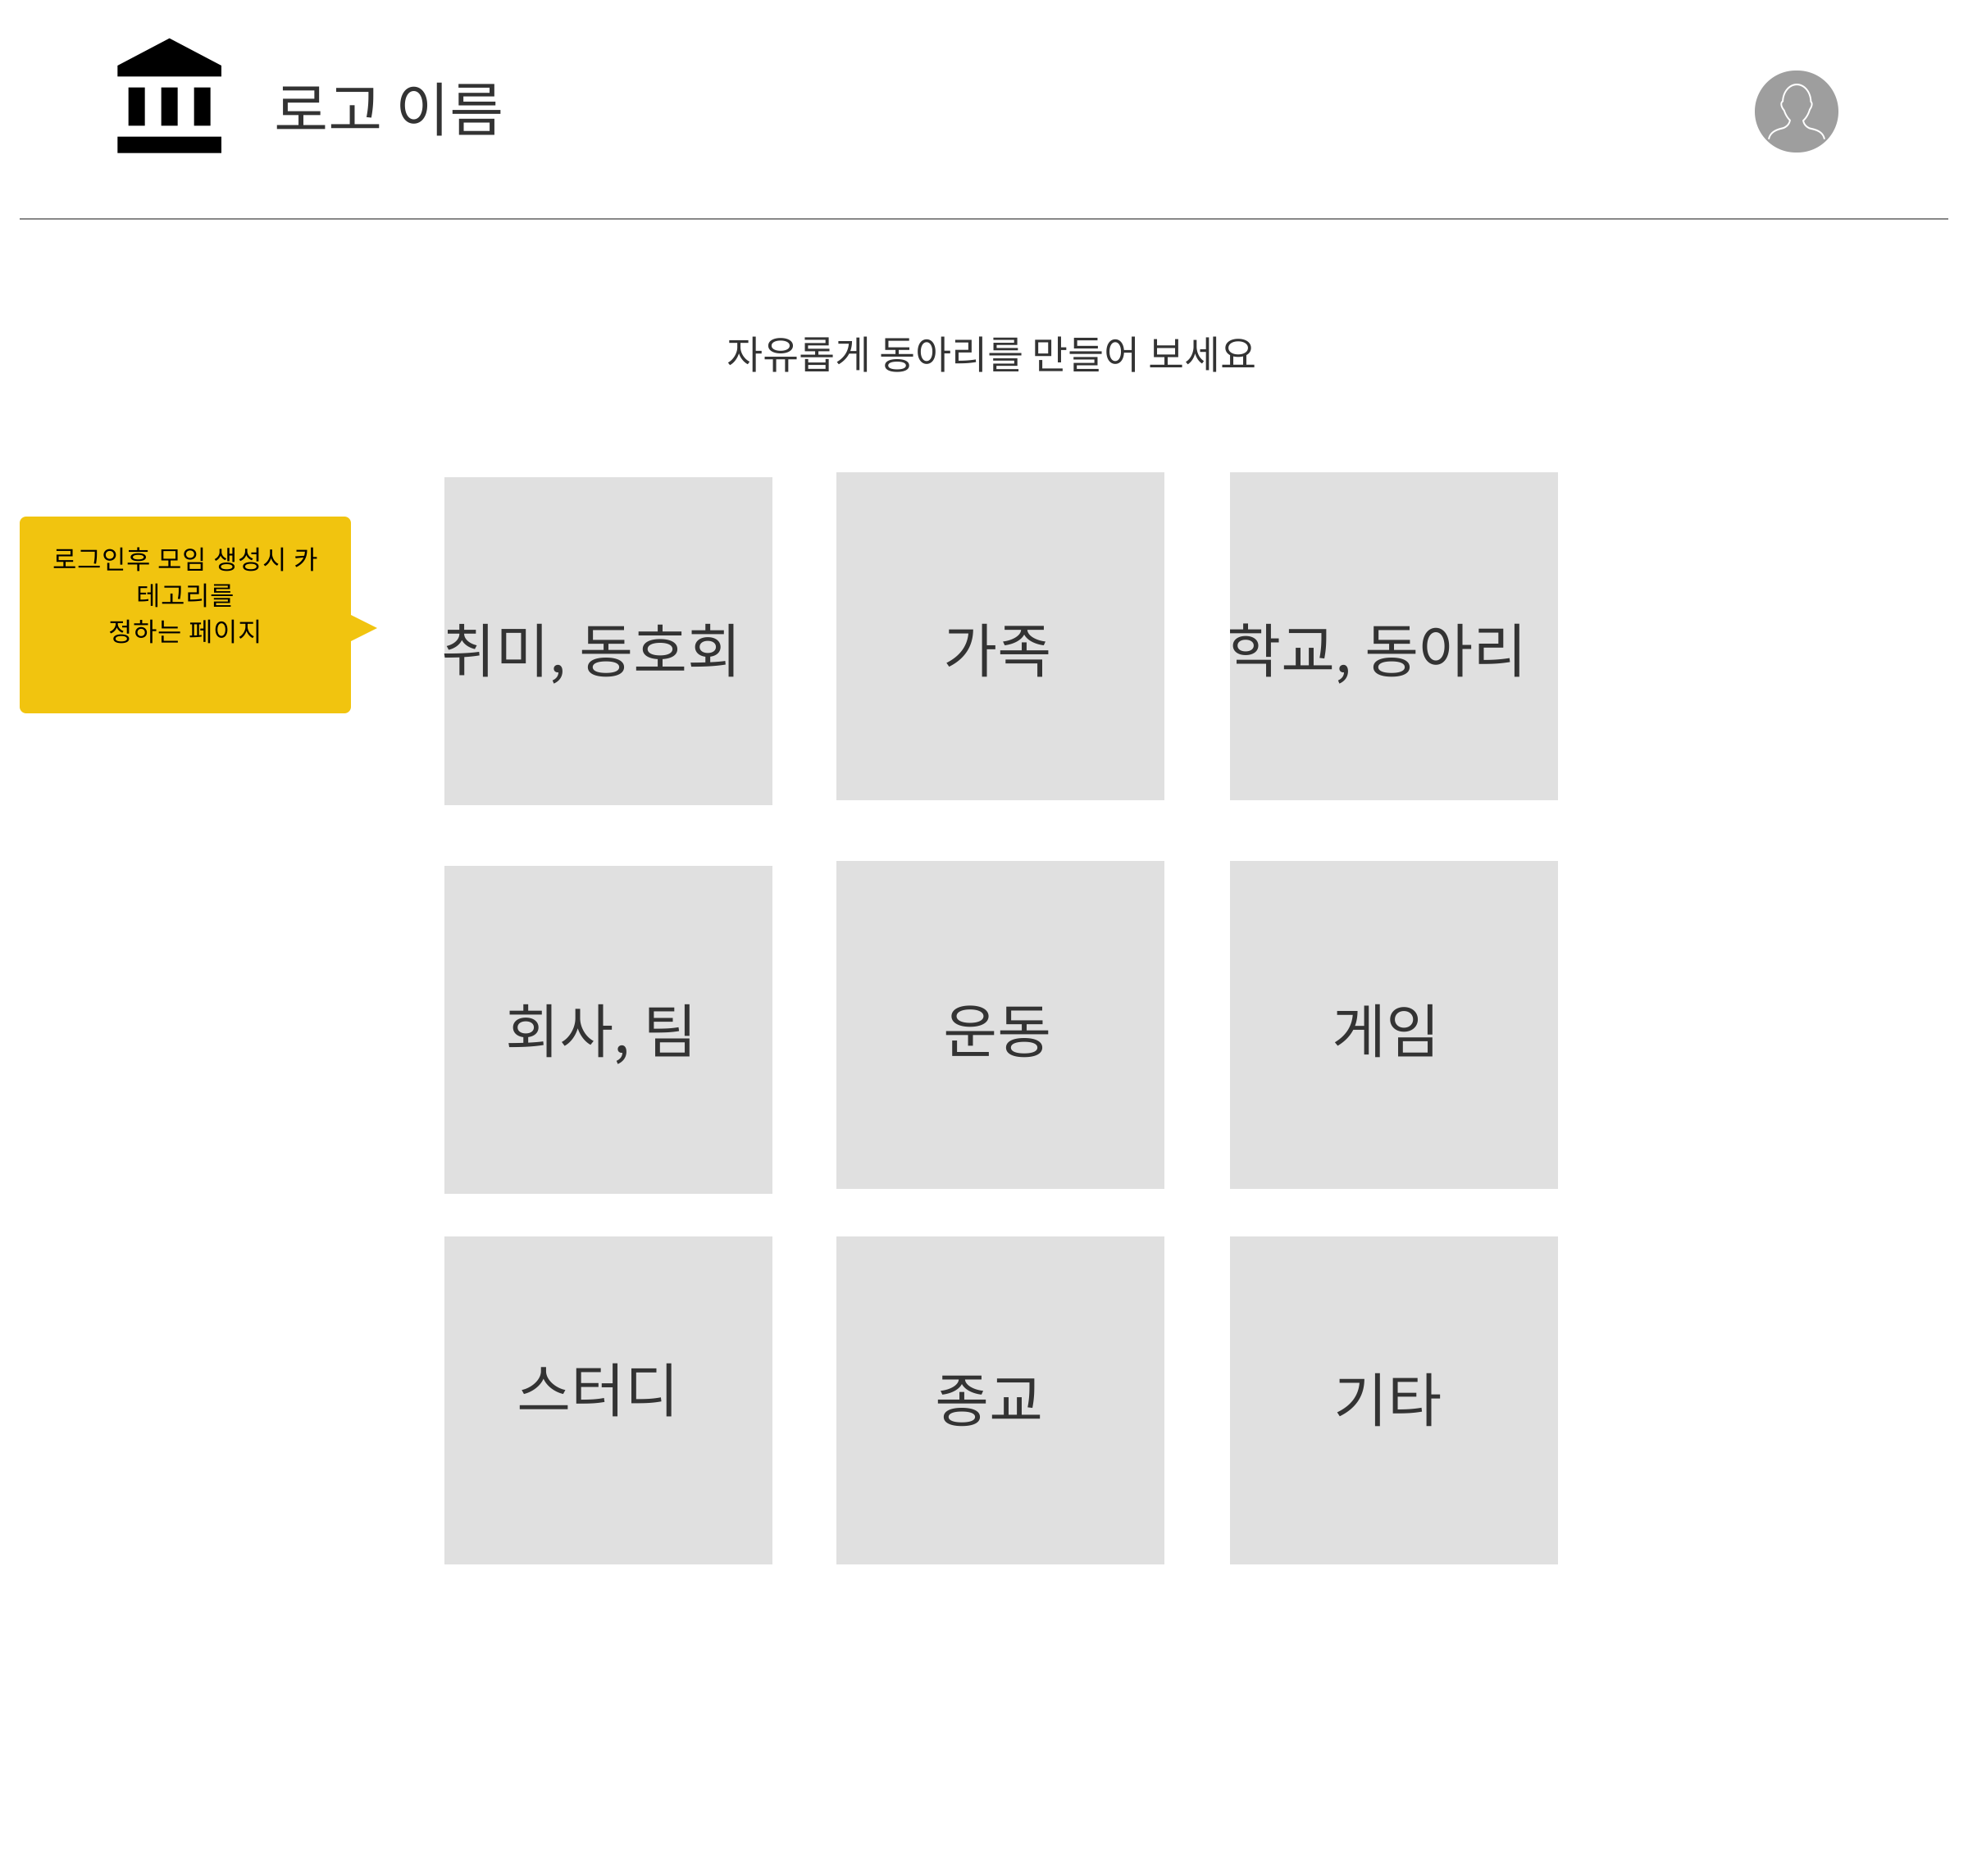 로고 이름
자유롭게 동아리를 만들어 보세요
로그인후 모임 생성시 카
테고리를
정하는 페이지
취미, 동호회
가족
학교, 동아리
회사, 팀
운동
게임
스터디
종교
기타